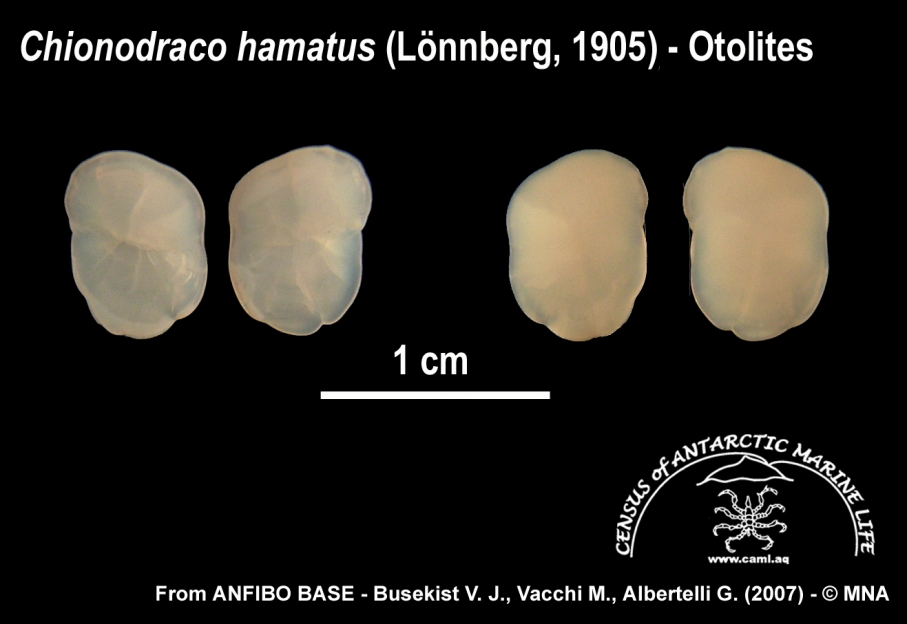 Chionodraco hamatus (Lönnberg, 1905) - Otolites
1 cm
CENSUS of ANTARCTIC MARINE LIFE
www.caml.aq
From ANFIBO BASE - Busekist V. J., Vacchi M., Albertelli G. (2007) - © MNA